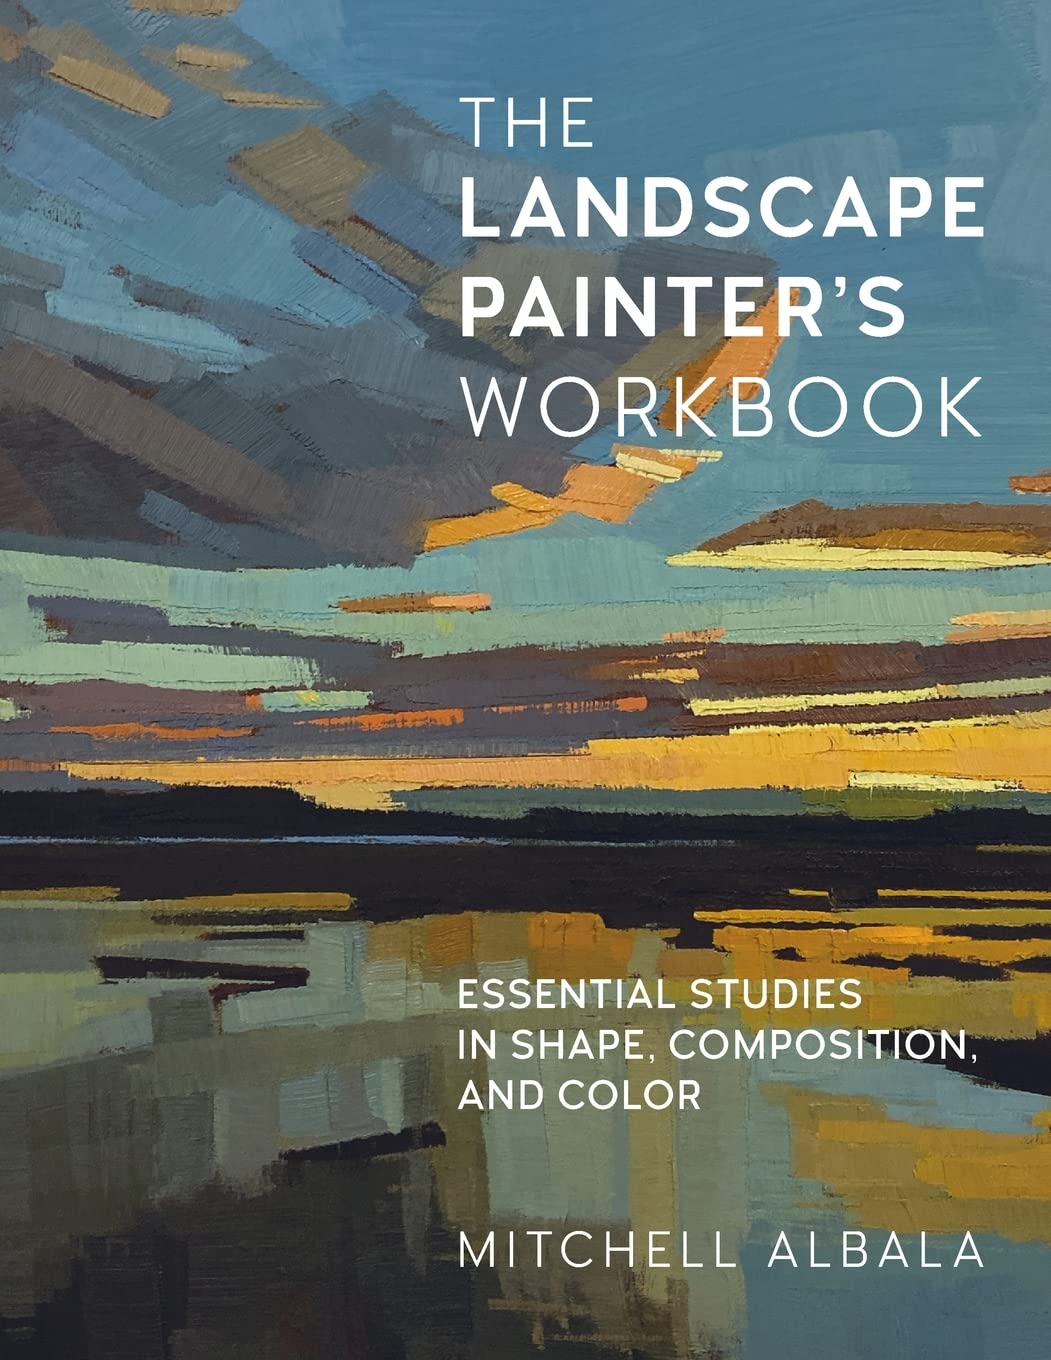 THE
LANDSCAPE
PAINTER'S
WORKBOOK
ESSENTIAL STUDIES
IN SHAPE, COMPOSITION,
AND COLOR
MITCHELL ALBALA